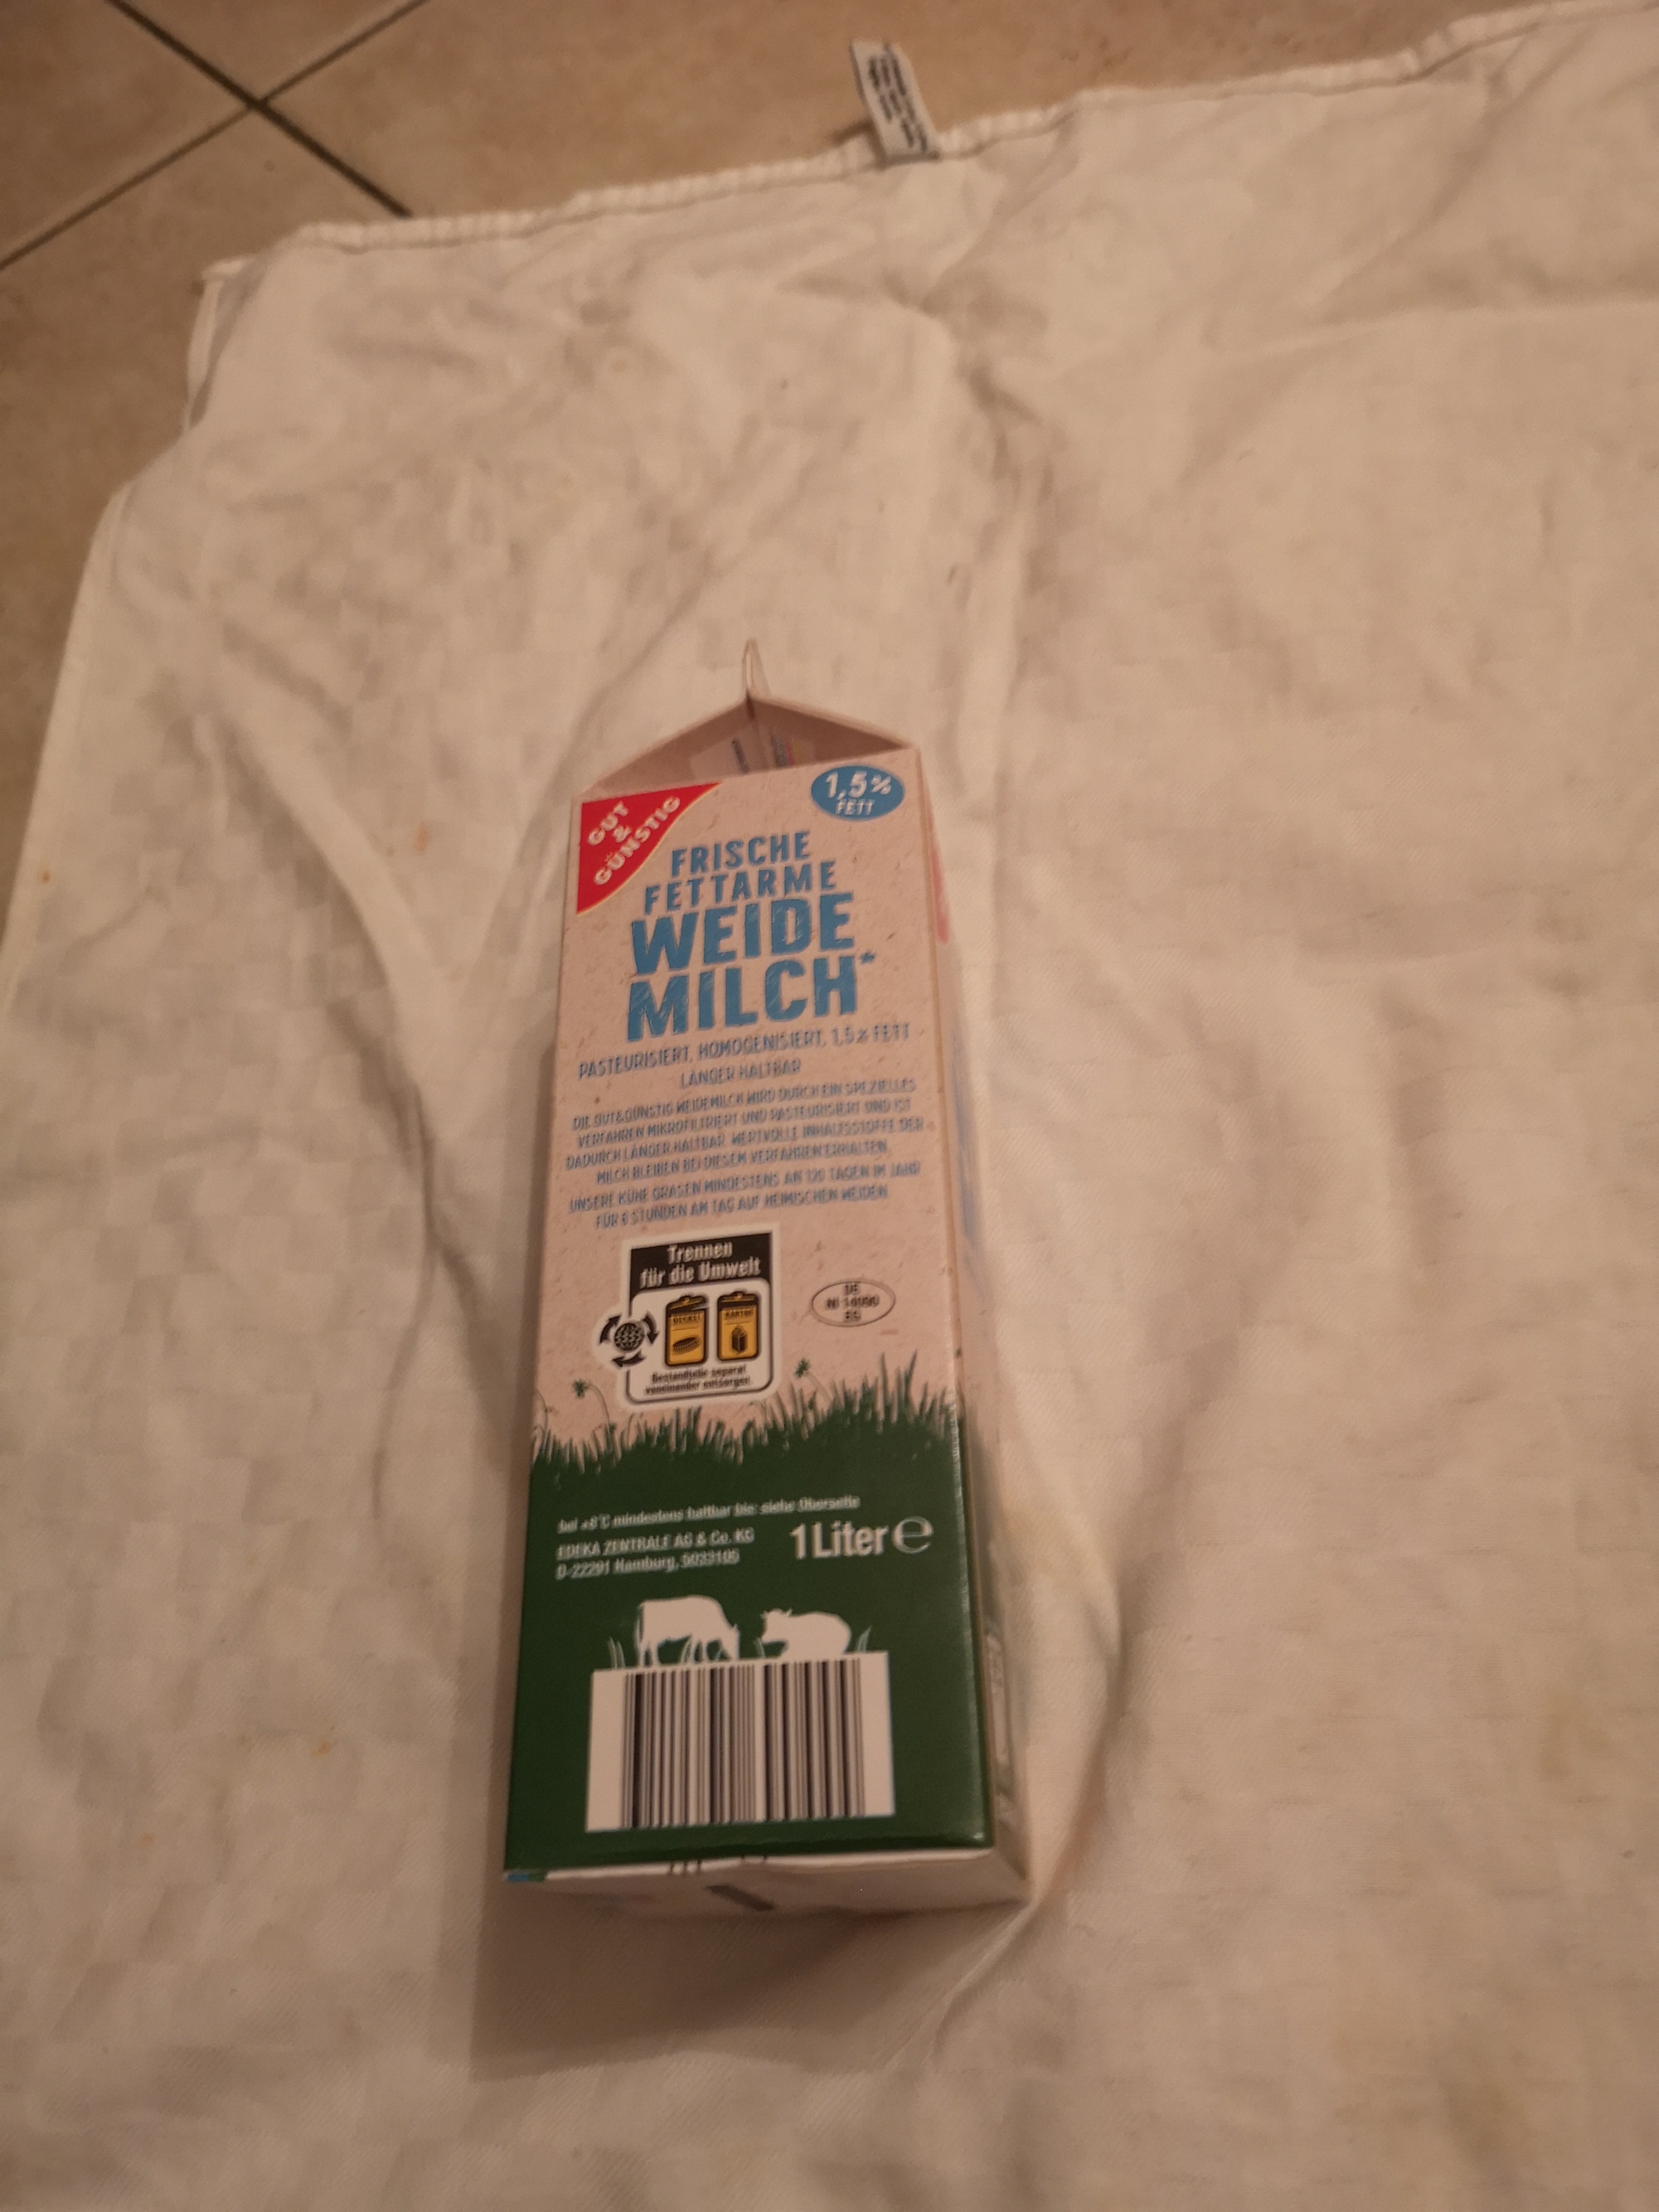 GUT
&
GÜNSTIG
1,5%
FETT
FRISCHE
FETTARME
WEIDE
MILCH*
PASTEURISIERT, HOMOGENISIERT, 1,5% FETT
LÄNGER HALTBAR
DIE GUT&GÜNSTIG WEIDEMILCH WIRD DURCH EIN SPEZIELLES
VERFAHREN MIKROFILTRIERT UND PASTEURISIERT UND IST
DADURCH LÄNGER HALTBAR. WERTVOLLE INHALTSSTOFFE DER
MILCH BLEIBEN BEI DIESEM VERFAHREN ERHALTEN.
UNSERE KÜHE GRASEN MINDESTENS AN 120 TAGEN IM JAHR
FÜR 6 STUNDEN AM TAG AUF HEIMISCHEN WEIDEN.
Trennen
für die Umwelt
DECKEL KARTON
Bestandteile separat
voneinander entsorgen.
DE
EG
bei +8°C mindestens haltbar bis: siehe Oberseite
EDEKA ZENTRALE AG & Co. KG
D-22291 Hamburg,
1 Liter e